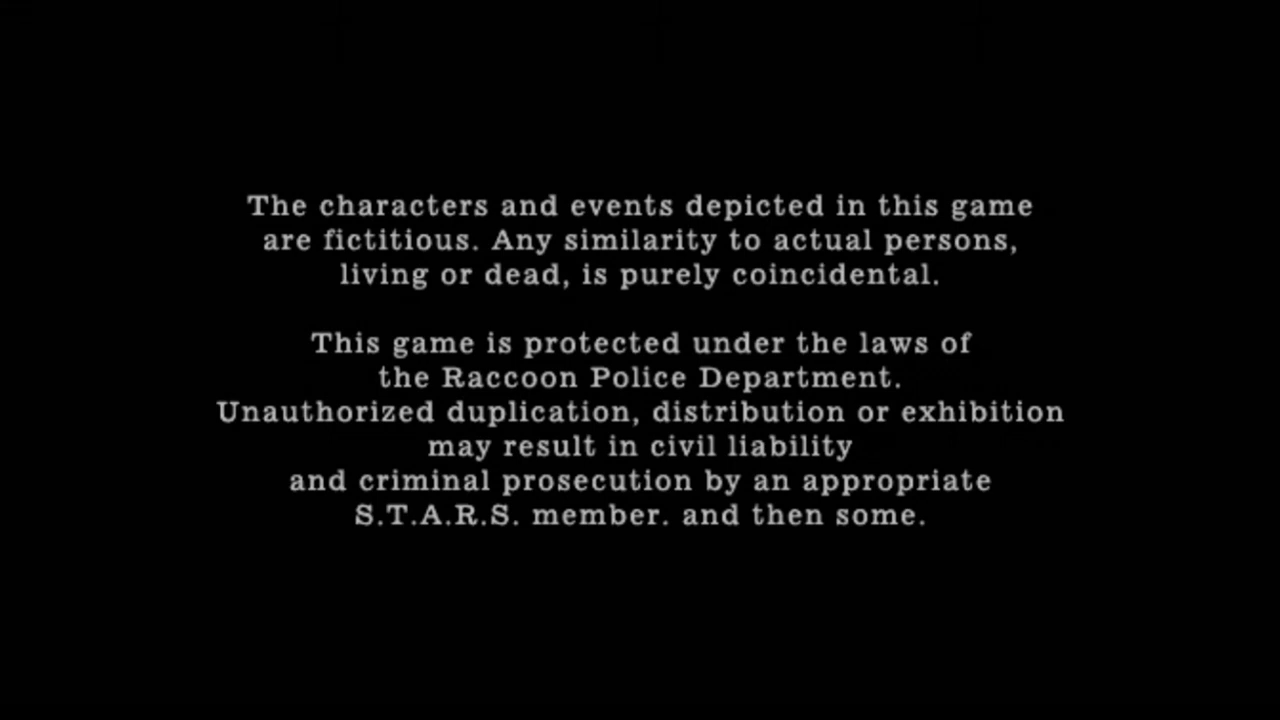 The characters and events depicted in this game
are fictitious. Any similarity to actual persons,
living or dead, is purely coincidental.
This game is protected under the laws of
the Raccoon Police Department.
Unauthorized duplication, distribution or exhibition
may result in civil liability
and criminal prosecution by an appropriate
S.T.A.R.S. member. and then some.